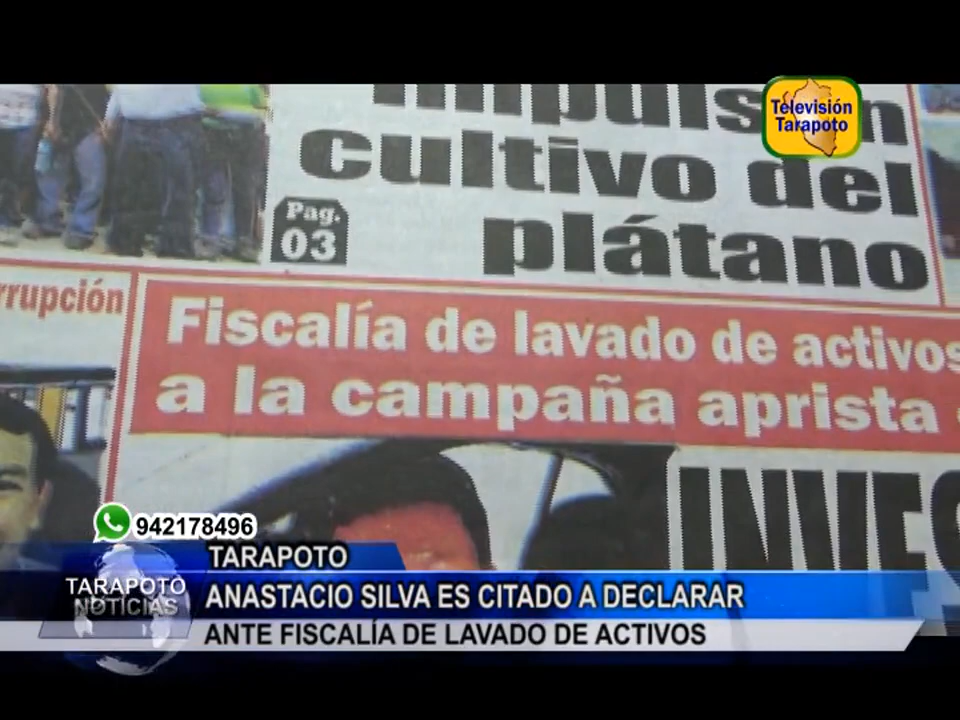 Televisión
Tarapoto
cultivo del
Pag.
03
plátano
rrupción
Fiscalía de lavado de activos
a la campaña aprista
INVES
942178496
TARAPOTO
TARAPOTO
NOTICIAS
ANASTACIO SILVA ES CITADO A DECLARAR
ANTE FISCALÍA DE LAVADO DE ACTIVOS